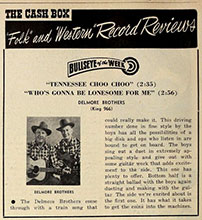 THE CASH BOX
"Folk" and "Western" Record Reviews
BULLSEYE of the WEEK
"TENNESSEE CHOO CHOO" (2:35)
"WHO'S GONNA BE LONESOME FOR ME" (2:56)
DELMORE BROTHERS
(King 966)
DELMORE BROTHERS
● The Delmore Brothers come
through with a train song that
could really make it. This driving
number done in fine style by the
boys has all the possibilities of a
big disk and ops who listen in are
bound to get on board. The boys
sing out a duet in extremely ap-
pealing style and give out with
some guitar work that adds excite-
ment to the side. This one has
plenty to offer. Bottom half is a
straight ballad with the boys again
dueting and making with the gui-
tar. The side we're excited about is
the first one. It has what it takes
to get the coins into the machines.